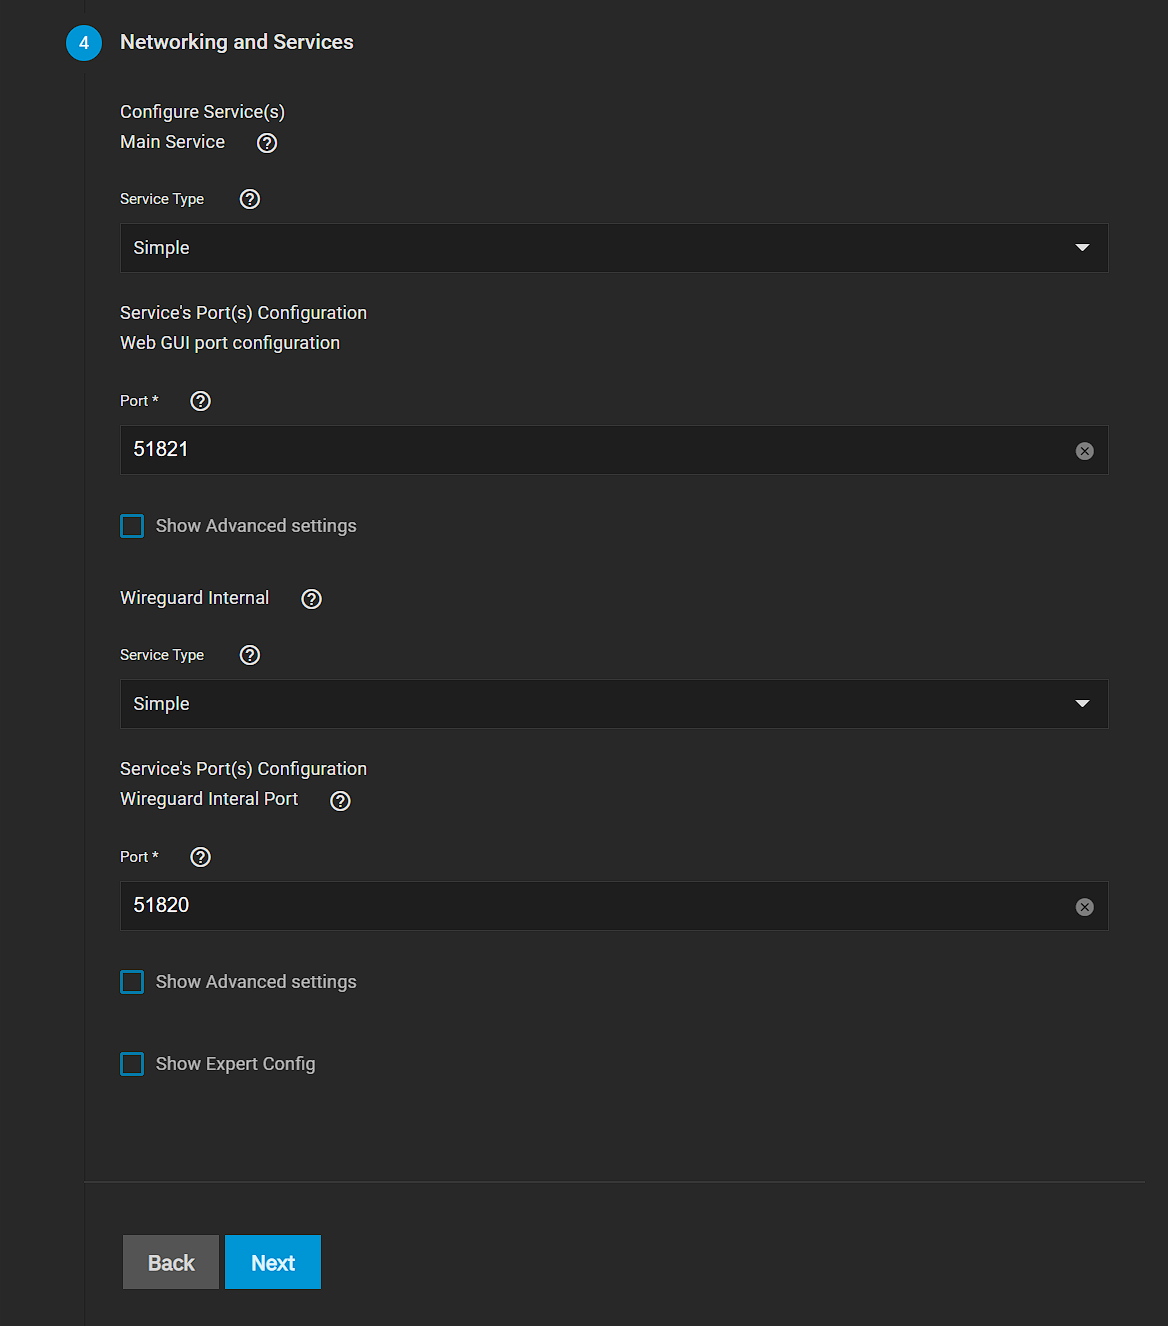 4 Networking and Services
Configure Service(s)
Main Service
Service Type
Simple
Service's Port(s) Configuration
Web GUI port configuration
Port *
51821
Show Advanced settings
Wireguard Internal
Service Type
Simple
Service's Port(s) Configuration
Wireguard Interal Port
Port *
51820
Show Advanced settings
Show Expert Config
Back Next